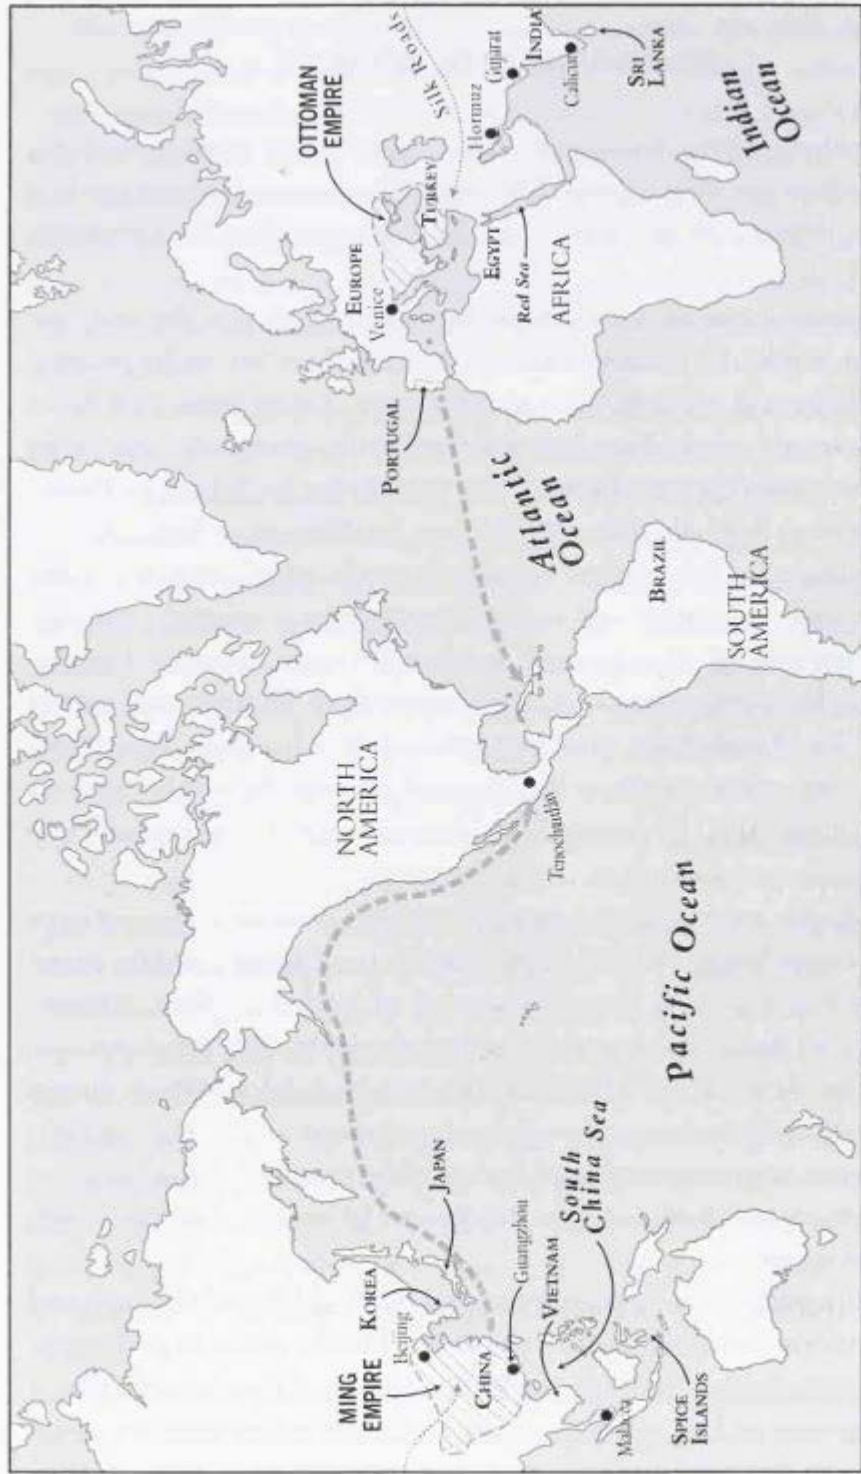 MING
EMPIRE
Beijing
KOREA
JAPAN
CHINA
Guangzhou
VIETNAM
South
China Sea
Malacca
SPICE
ISLANDS
Pacific Ocean
NORTH
AMERICA
Tenochtitlán
SOUTH
AMERICA
BRAZIL
Atlantic
Ocean
PORTUGAL
EUROPE
Venice
OTTOMAN
EMPIRE
TURKEY
Silk Roads
EGYPT
Red Sea
AFRICA
Hormuz
Gujarat
INDIA
Calicut
SRI
LANKA
Indian
Ocean